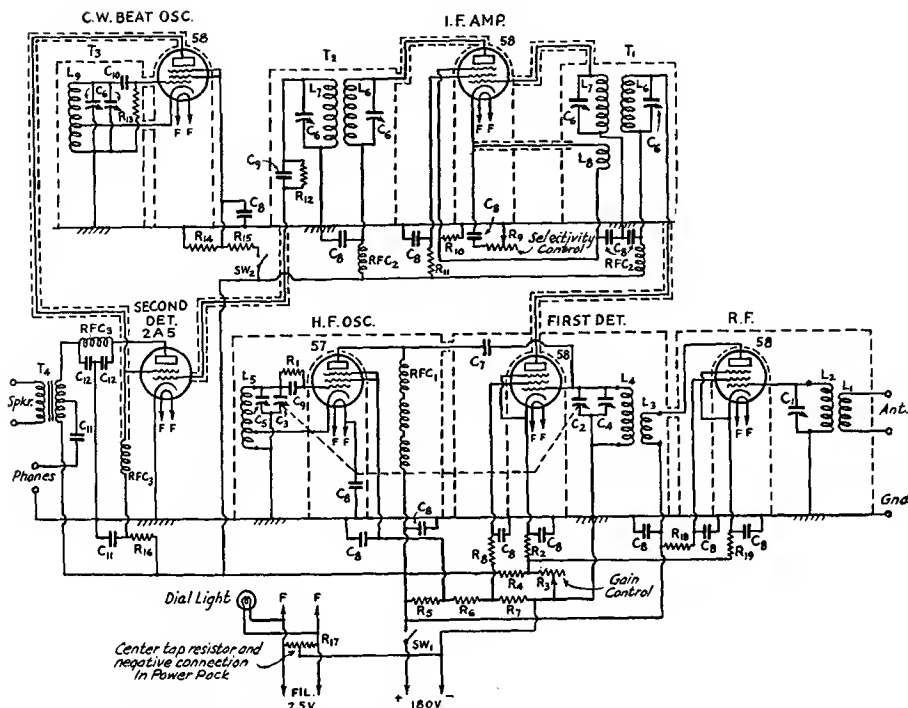 C.W. BEAT OSC.
I.F. AMP.
58
58
T3
T2
T1
L9
C10
C6
R13
L7
L6
C6
C6
L7
L6
C6
C6
L8
F F
F F
C9
R12
C8
R14
R15
SW2
C8
RFC2
C8
R11
R10
C8
R9
Selectivity
Control
C8
RFC2
SECOND
DET.
2A5
H.F. OSC.
FIRST DET.
R.F.
RFC3
57
58
58
T4
C12
C12
Spkr.
C11
Phones
RFC3
F F
L5
R1
C9
C5
C3
F F
RFC1
C7
F F
C2
C4
L4
L3
F F
C1
L2
L1
Ant.
Gnd
C8
C8
C11
R16
C8
R8
C8
R2
C8
C8
R18
C8
R19
C8
R4
R3
Gain
Control
R5
R6
R7
Dial Light
F
F
R17
SW1
Center tap resistor and
negative connection
In Power Pack
FIL.
2.5V
+
180V
−